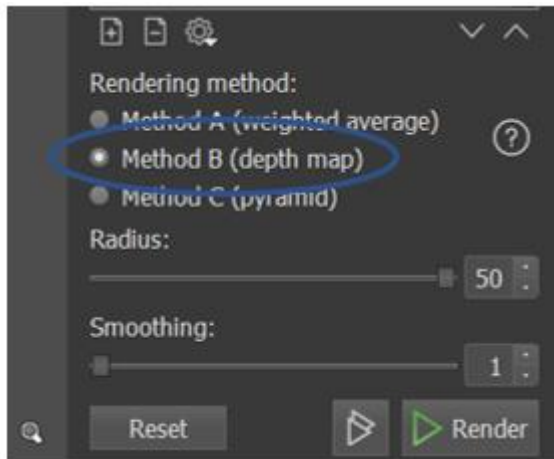 Rendering method:
Method A (weighted average)
Method B (depth map)
Method C (pyramid)
Radius:
50
Smoothing:
1
Reset
Render